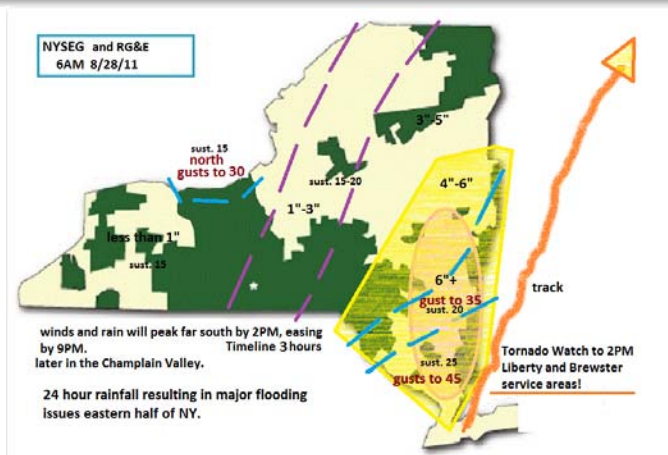 NYSEG and RG&E
6AM 8/28/11
3"-5"
sust. 15
north
gusts to 30
sust. 15-20
4"-6"
1"-3"
less than 1"
sust. 15
6"+
gust to 35
sust. 20
track
winds and rain will peak far south by 2PM, easing
by 9PM.
Timeline 3 hours
later in the Champlain Valley.
sust. 25
gusts to 45
Tornado Watch to 2PM
Liberty and Brewster
service areas!
24 hour rainfall resulting in major flooding
issues eastern half of NY.